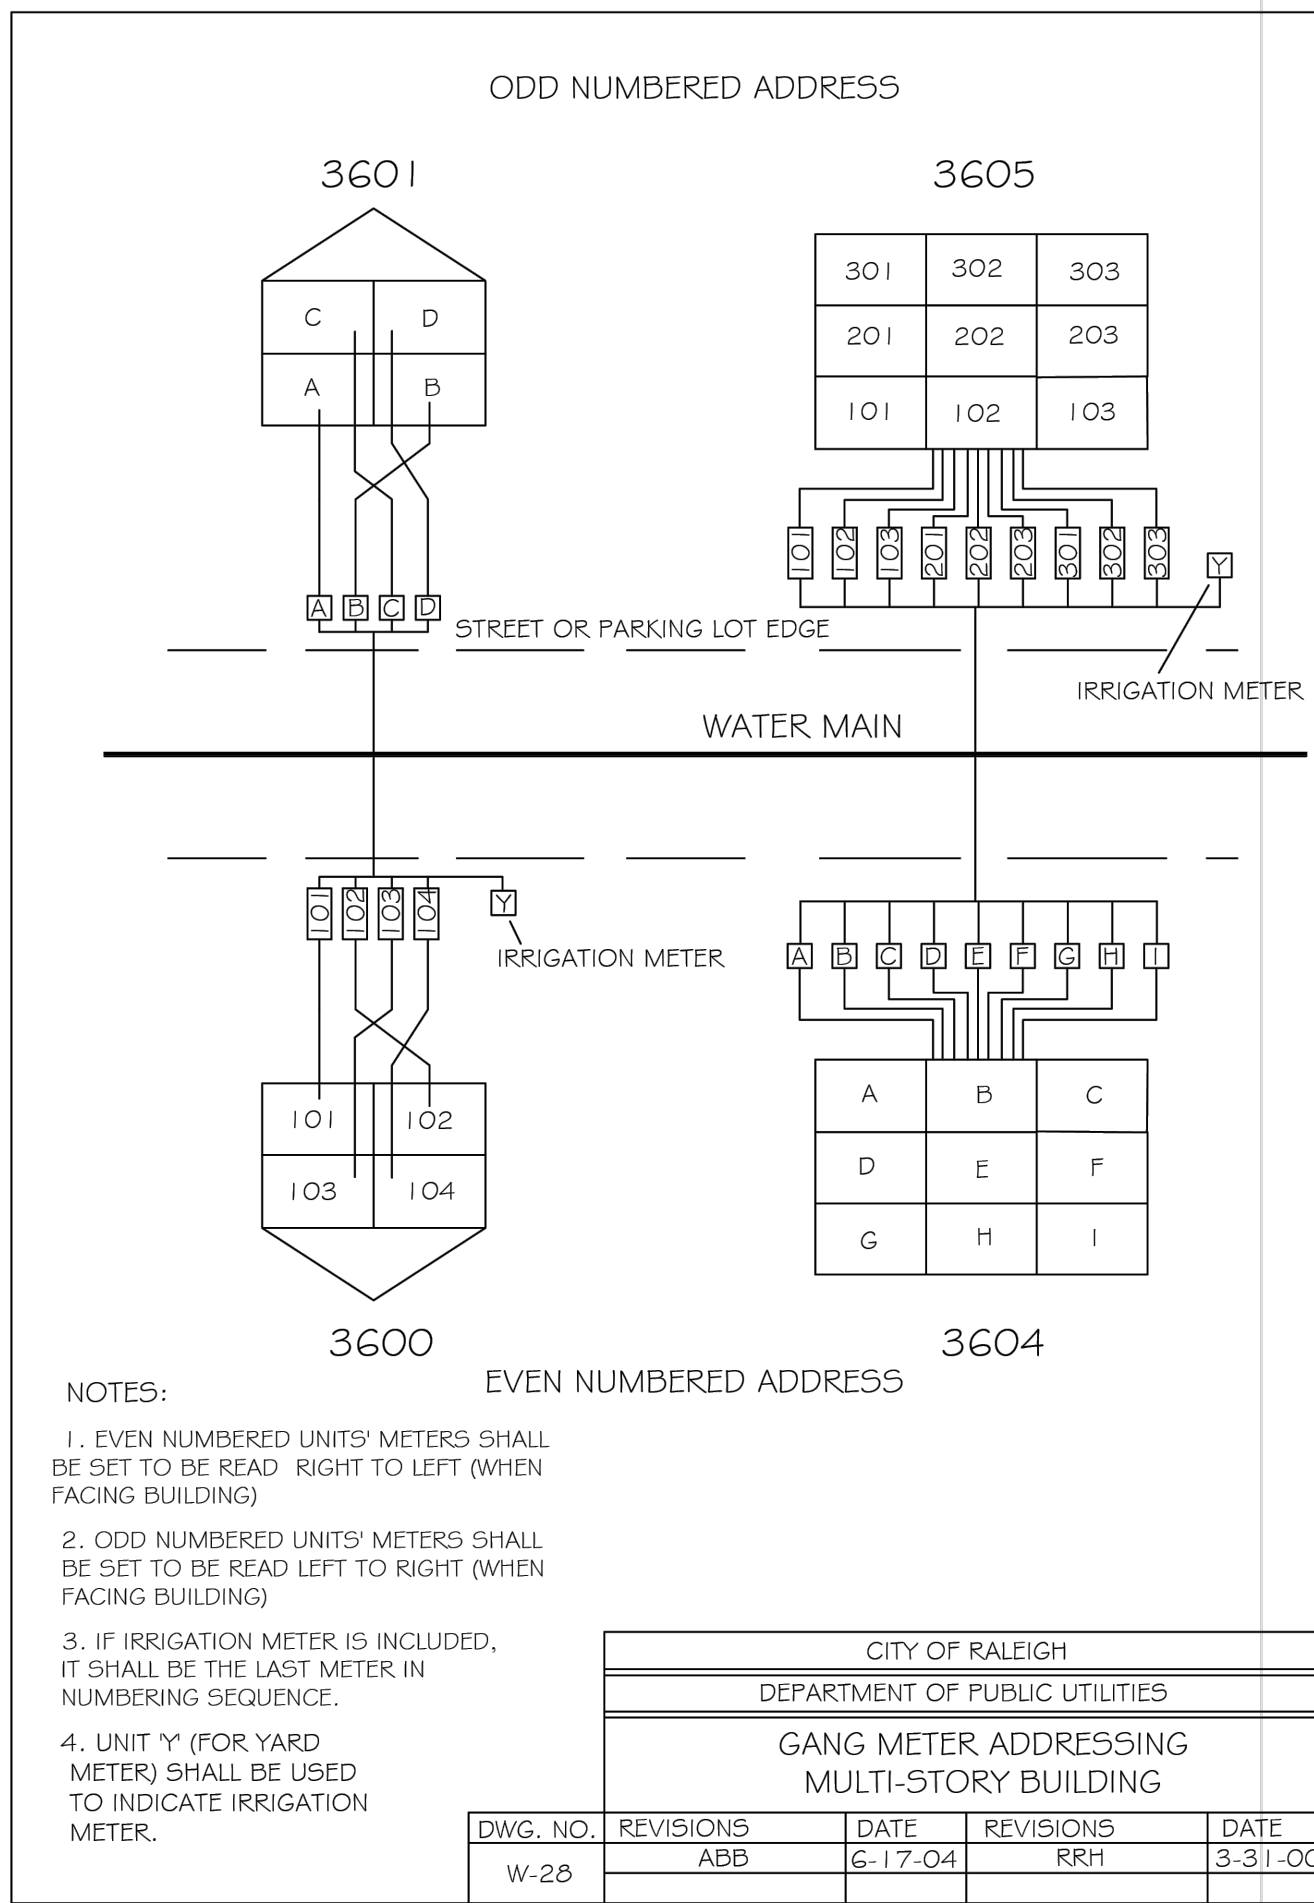 ODD NUMBERED ADDRESS
3601
3605
C D
A B
301 302 303
201 202 203
101 102 103
101 102 103 201 202 203 301 302 303 Y
A B C D
STREET OR PARKING LOT EDGE
IRRIGATION METER
WATER MAIN
101 102 103 104 Y
IRRIGATION METER
A B C D E F G H I
101 102
103 104
A B C
D E F
G H I
3600
3604
EVEN NUMBERED ADDRESS
NOTES:
1. EVEN NUMBERED UNITS' METERS SHALL
BE SET TO BE READ RIGHT TO LEFT (WHEN
FACING BUILDING)
2. ODD NUMBERED UNITS' METERS SHALL
BE SET TO BE READ LEFT TO RIGHT (WHEN
FACING BUILDING)
3. IF IRRIGATION METER IS INCLUDED,
IT SHALL BE THE LAST METER IN
NUMBERING SEQUENCE.
4. UNIT 'Y' (FOR YARD
METER) SHALL BE USED
TO INDICATE IRRIGATION
METER.
CITY OF RALEIGH
DEPARTMENT OF PUBLIC UTILITIES
GANG METER ADDRESSING
MULTI-STORY BUILDING
DWG. NO. REVISIONS DATE REVISIONS DATE
W-28 ABB 6-17-04 RRH 3-31-00